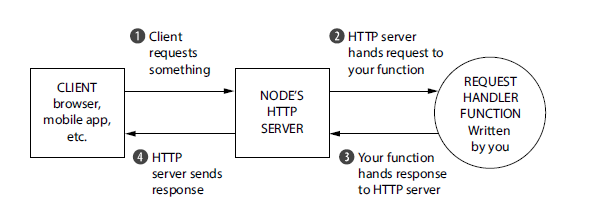 1 Client
requests
something
2 HTTP server
hands request to
your function
CLIENT
browser,
mobile app,
etc.
NODE'S
HTTP
SERVER
REQUEST
HANDLER
FUNCTION
Written
by you
4 HTTP
server sends
response
3 Your function
hands response
to HTTP server